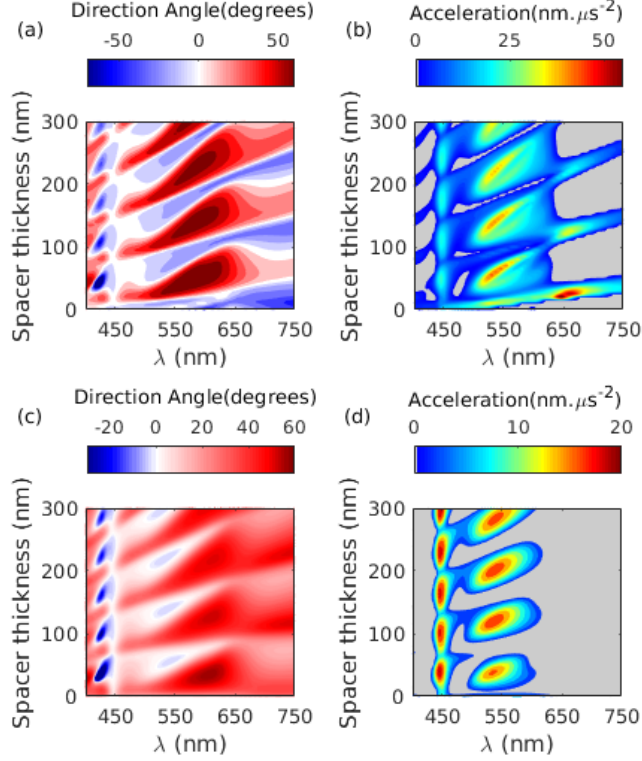 Direction Angle(degrees)
(a)
-50 0 50
Spacer thickness (nm)
300
200
100
0
450 550 650 750
λ (nm)
Acceleration(nm.μs-2)
(b)
0 25 50
Spacer thickness (nm)
300
200
100
0
450 550 650 750
λ (nm)
Direction Angle(degrees)
(c)
-20 0 20 40 60
Spacer thickness (nm)
300
200
100
0
450 550 650 750
λ (nm)
Acceleration(nm.μs-2)
(d)
0 10 20
Spacer thickness (nm)
300
200
100
0
450 550 650 750
λ (nm)